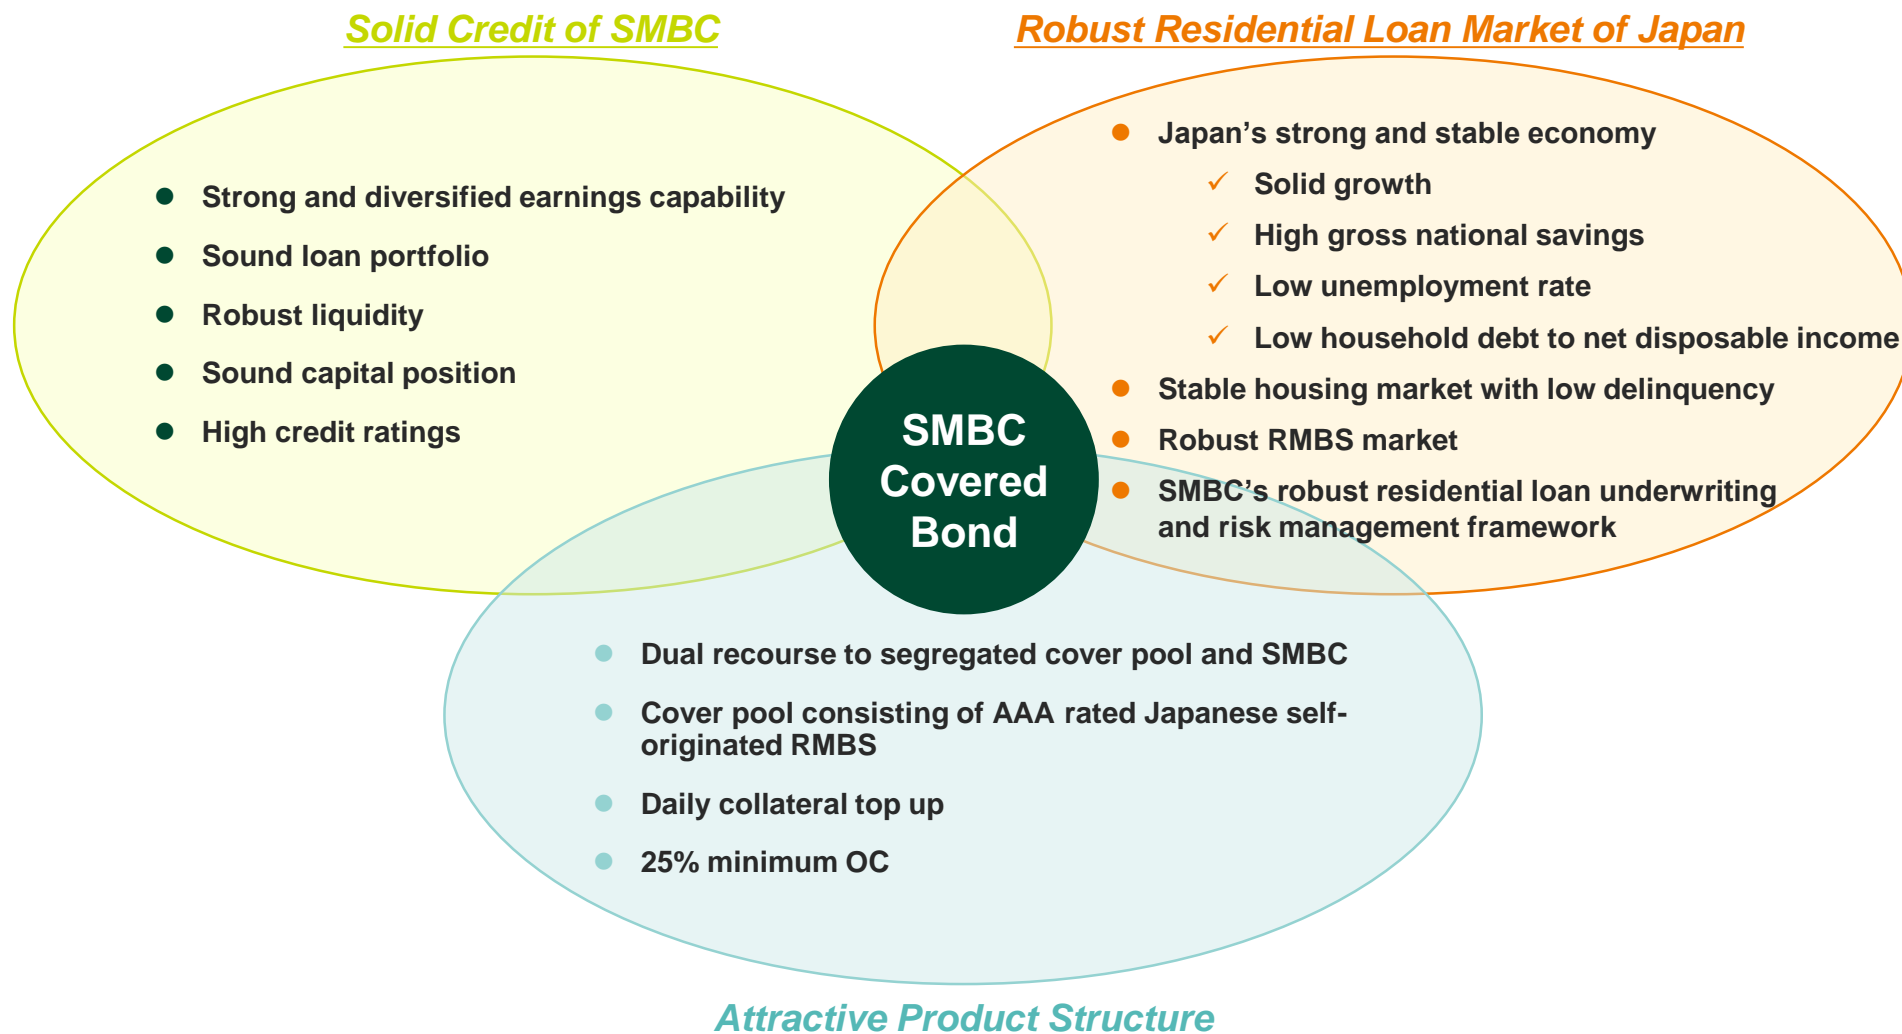 Solid Credit of SMBC
Strong and diversified earnings capability
Sound loan portfolio
Robust liquidity
Sound capital position
High credit ratings
Robust Residential Loan Market of Japan
Japan’s strong and stable economy
Solid growth
High gross national savings
Low unemployment rate
Low household debt to net disposable income
Stable housing market with low delinquency
Robust RMBS market
SMBC’s robust residential loan underwriting
and risk management framework
SMBC
Covered
Bond
Dual recourse to segregated cover pool and SMBC
Cover pool consisting of AAA rated Japanese self-
originated RMBS
Daily collateral top up
25% minimum OC
Attractive Product Structure